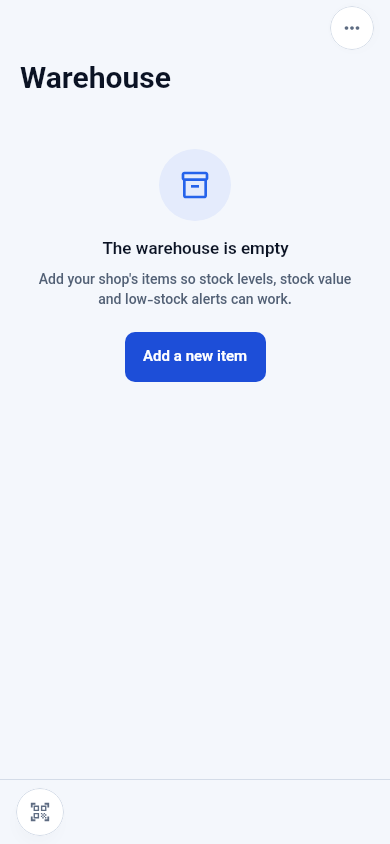 Warehouse
The warehouse is empty
Add your shop's items so stock levels, stock value
and low-stock alerts can work.
Add a new item